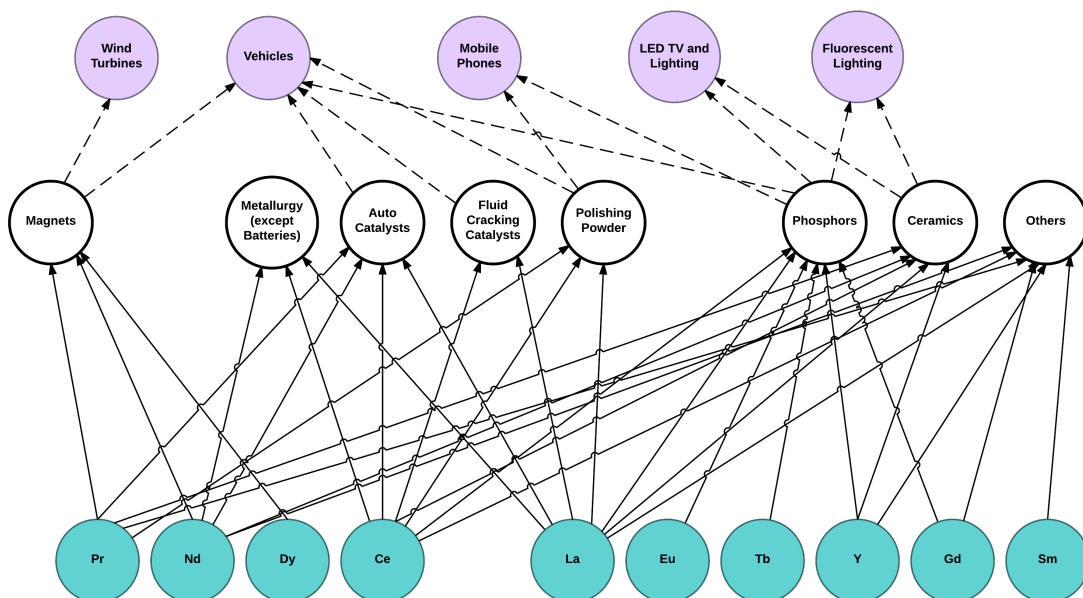 Wind
Turbines
Vehicles
Mobile
Phones
LED TV and
Lighting
Fluorescent
Lighting
Magnets
Metallurgy
(except
Batteries)
Auto
Catalysts
Fluid
Cracking
Catalysts
Polishing
Powder
Phosphors
Ceramics
Others
Pr
Nd
Dy
Ce
La
Eu
Tb
Y
Gd
Sm